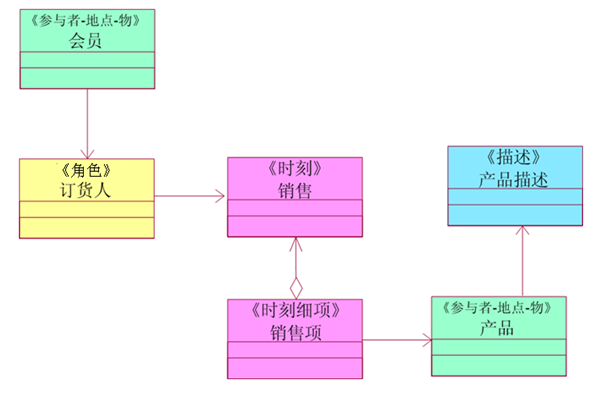 《参与者-地点-物》
会员
《角色》
订货人
《时刻》
销售
《描述》
产品描述
《时刻细项》
销售项
《参与者-地点-物》
产品